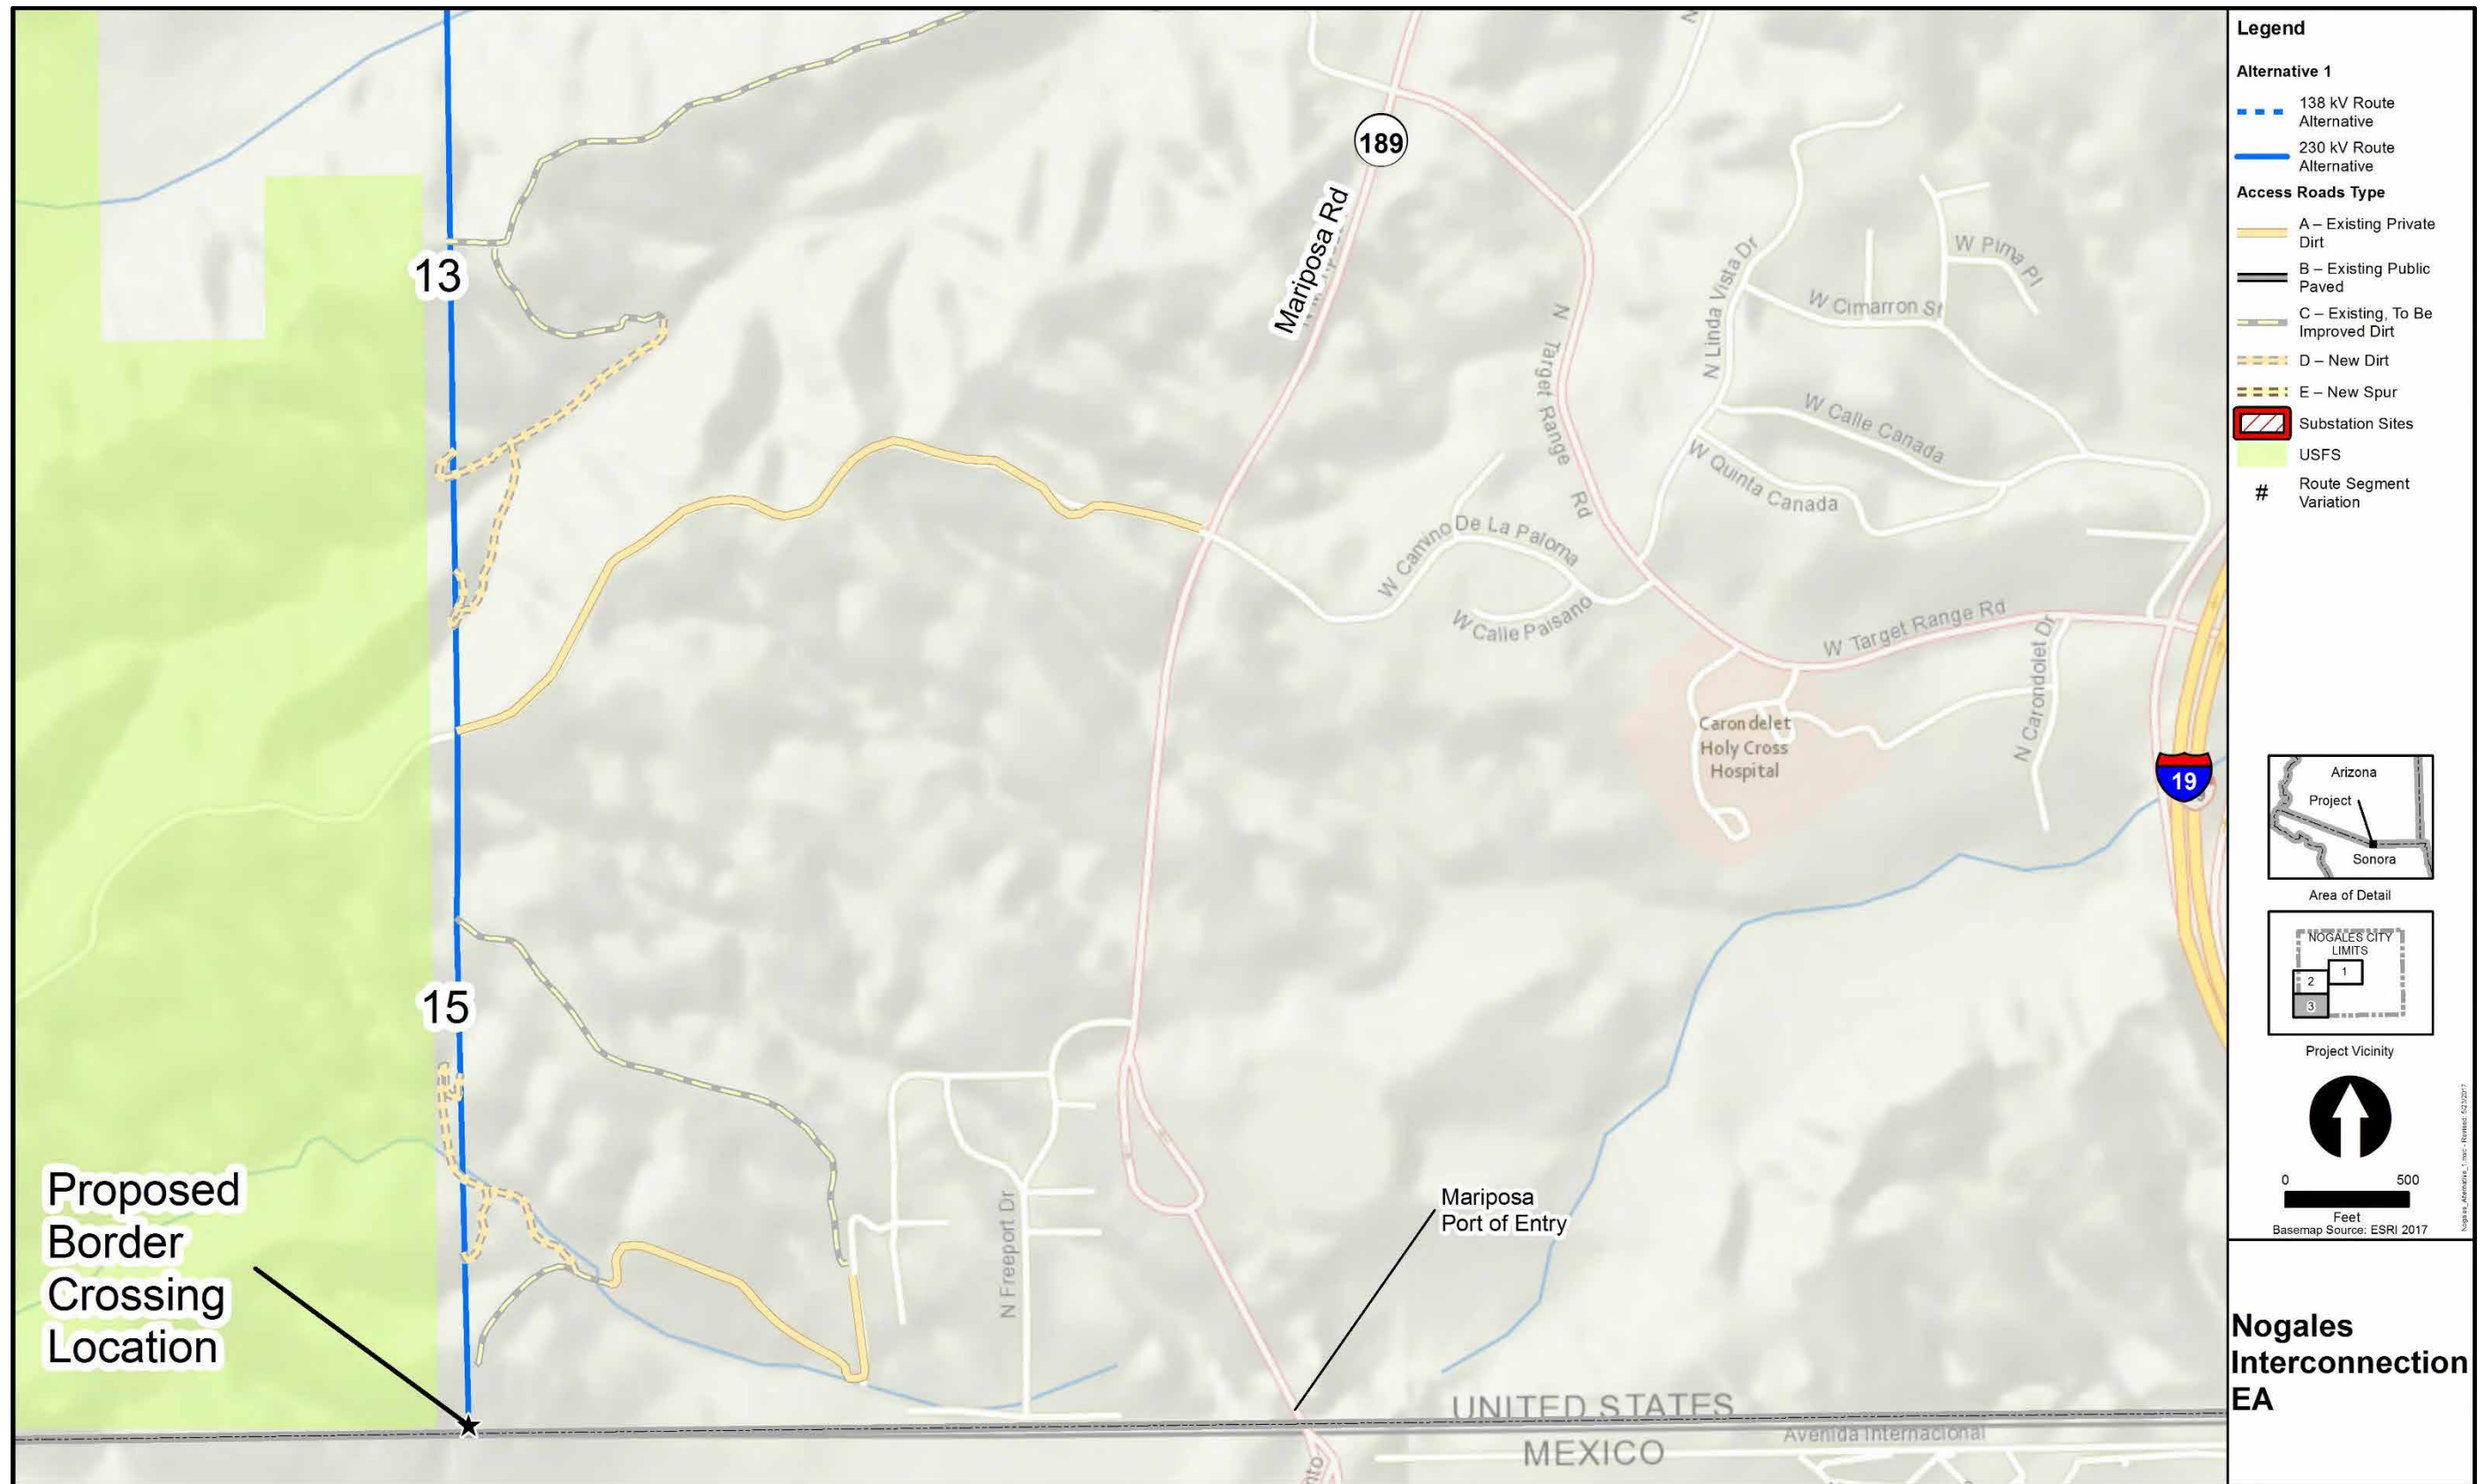 189
Mariposa Rd
N
13
N Linda Vista Dr
W Pima Pl
W Cimarron St
N Target Range Rd
W Calle Canada
W Quinta Canada
W Camino De La Paloma
W Calle Paisano
W Target Range Rd
N Carondolet Dr
Carondelet
Holy Cross
Hospital
19
15
Proposed
Border
Crossing
Location
N Freeport Dr
Mariposa
Port of Entry
UNITED STATES
MEXICO
Avenida Internacional
Legend
Alternative 1
138 kV Route
Alternative
230 kV Route
Alternative
Access Roads Type
A – Existing Private
Dirt
B – Existing Public
Paved
C – Existing, To Be
Improved Dirt
D – New Dirt
E – New Spur
Substation Sites
USFS
# Route Segment
Variation
Arizona
Project
Sonora
Area of Detail
NOGALES CITY
LIMITS
1
2
3
Project Vicinity
0 500
Feet
Basemap Source: ESRI 2017
Nogales
Interconnection
EA